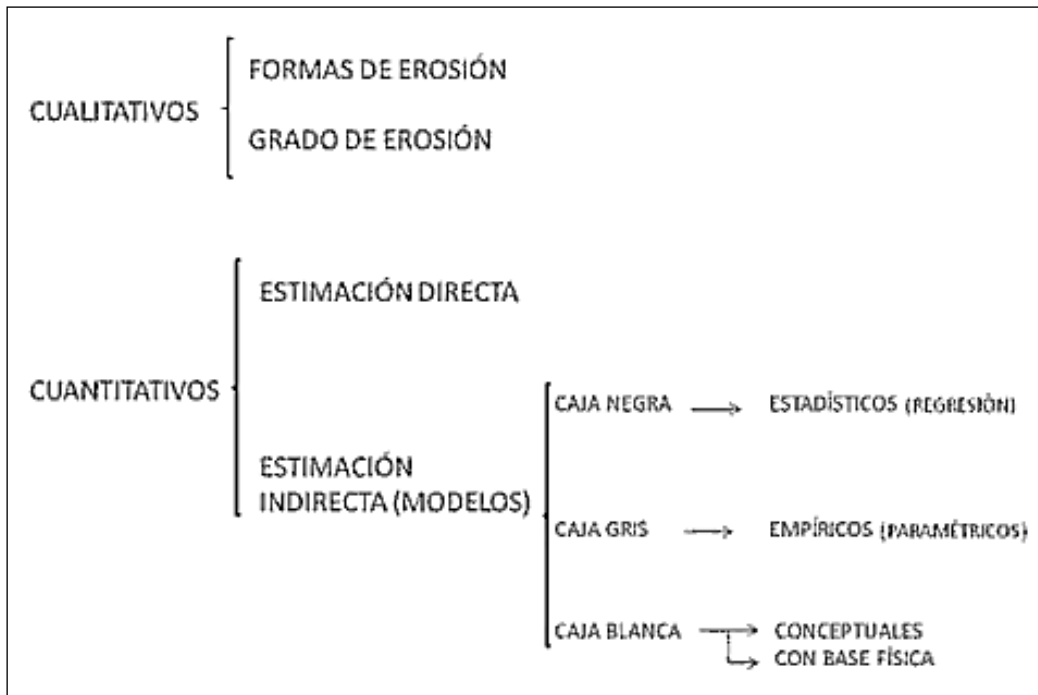 FORMAS DE EROSIÓN
CUALITATIVOS
GRADO DE EROSIÓN
ESTIMACIÓN DIRECTA
CUANTITATIVOS
ESTIMACIÓN
INDIRECTA (MODELOS)
CAJA NEGRA → ESTADÍSTICOS (REGRESIÓN)
CAJA GRIS → EMPÍRICOS (PARAMÉTRICOS)
CAJA BLANCA → CONCEPTUALES
→ CON BASE FÍSICA